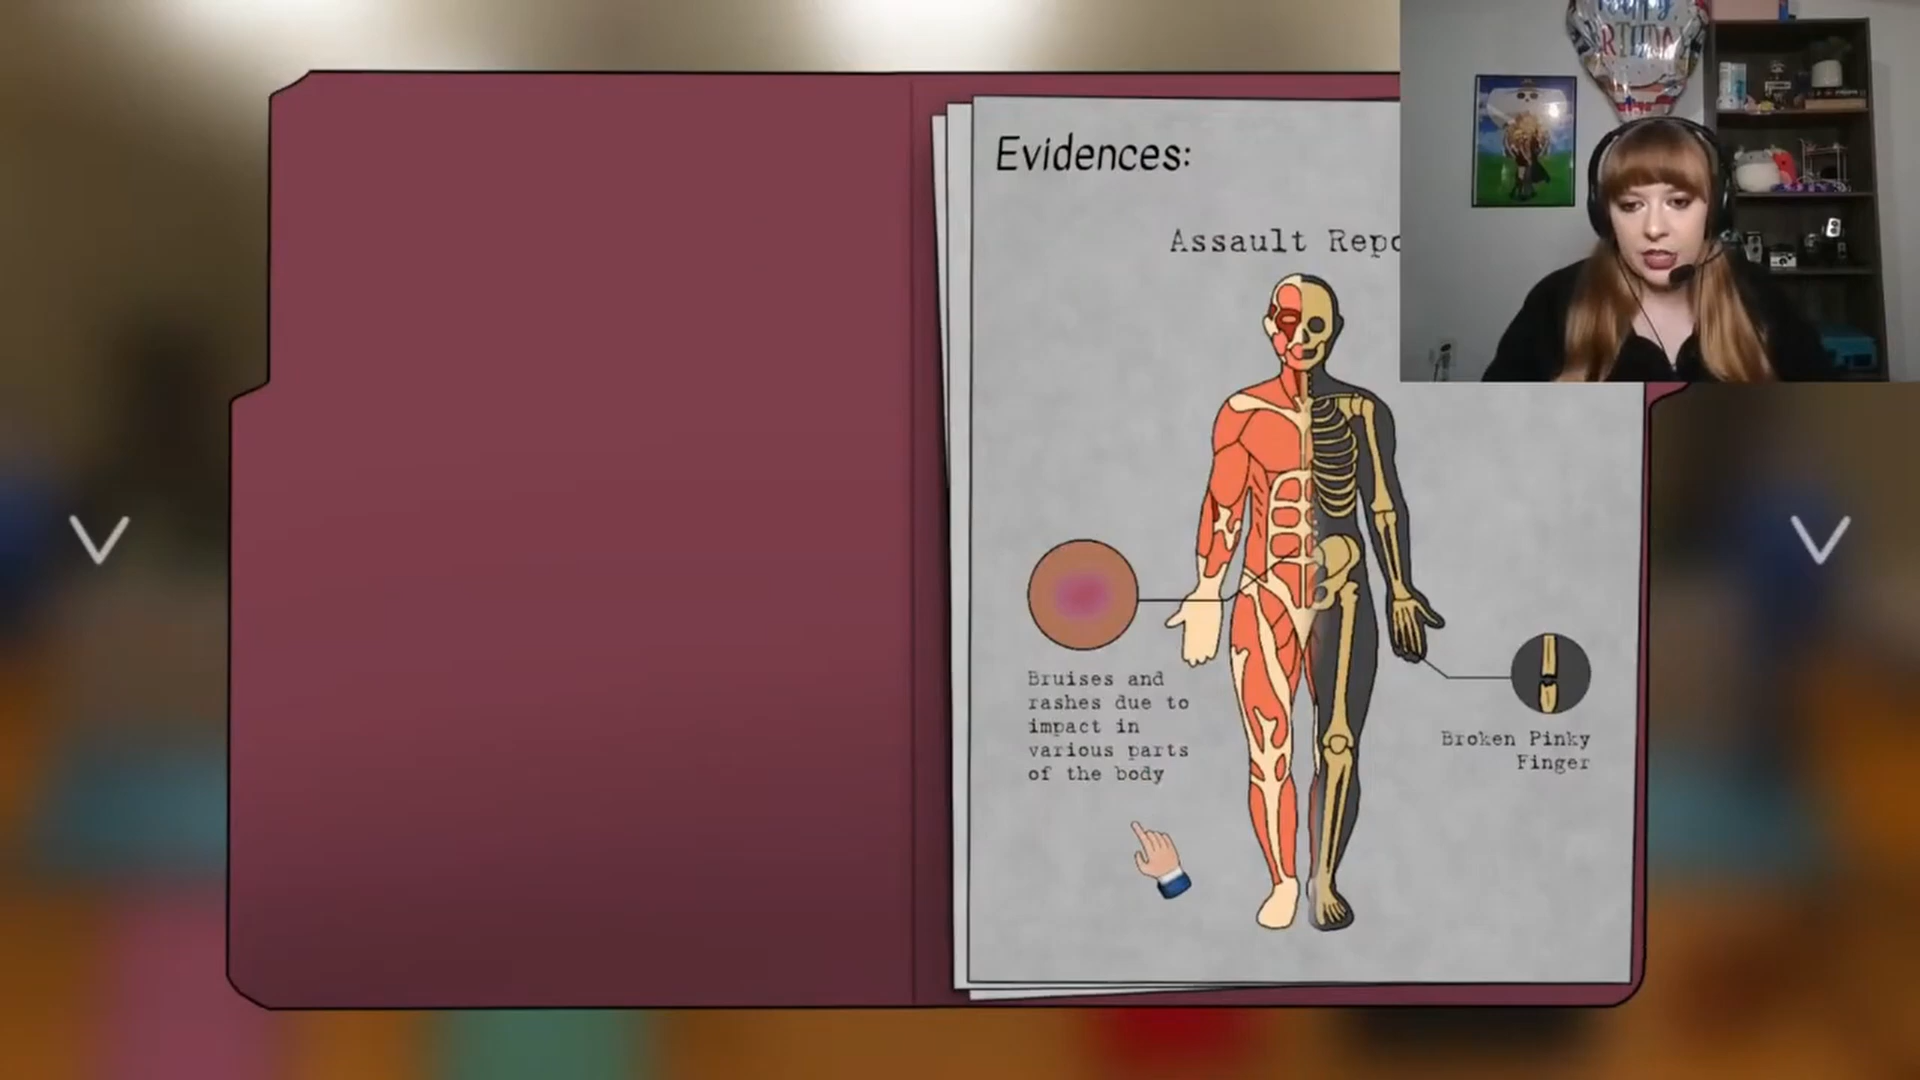 Evidences:
Assault Repo
Bruises and
rashes due to
impact in
various parts
of the body
Broken Pinky
Finger